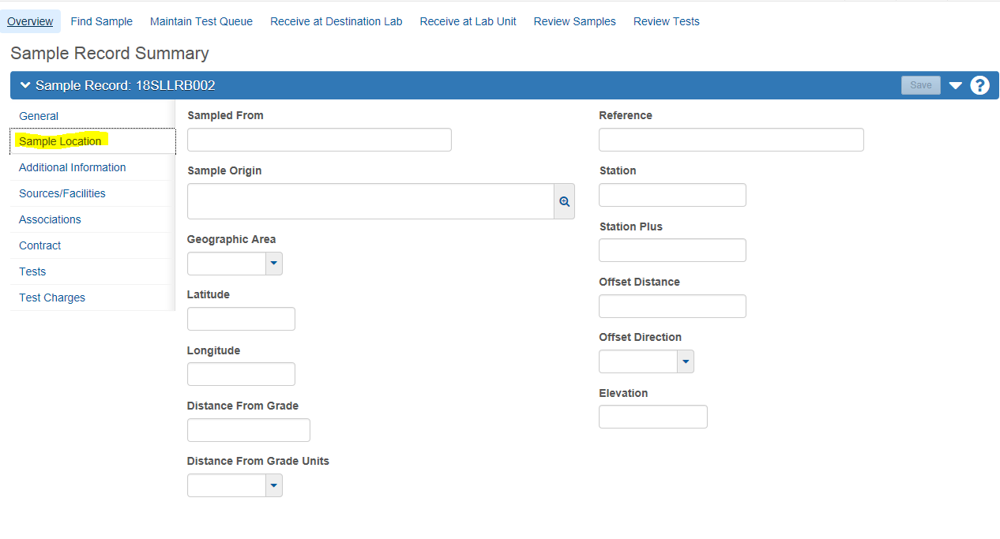 Overview Find Sample Maintain Test Queue Receive at Destination Lab Receive at Lab Unit Review Samples Review Tests
Sample Record Summary
Sample Record: 18SLLRB002 Save ?
General
Sample Location
Additional Information
Sources/Facilities
Associations
Contract
Tests
Test Charges
Sampled From
Sample Origin
Geographic Area
Latitude
Longitude
Distance From Grade
Distance From Grade Units
Reference
Station
Station Plus
Offset Distance
Offset Direction
Elevation